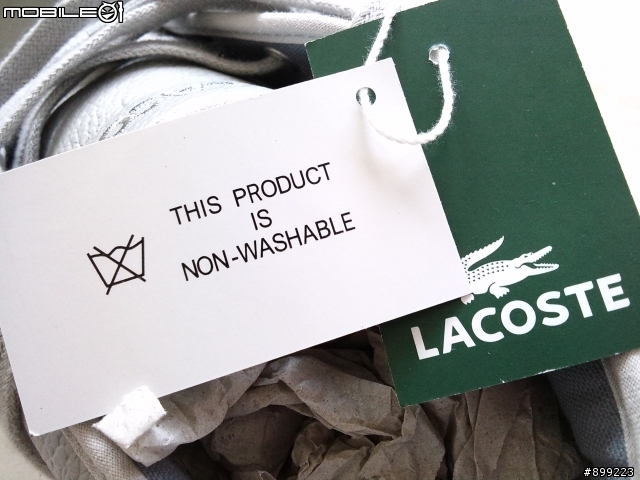 MOBILE01
THIS PRODUCT
IS
NON-WASHABLE
LACOSTE
#899223